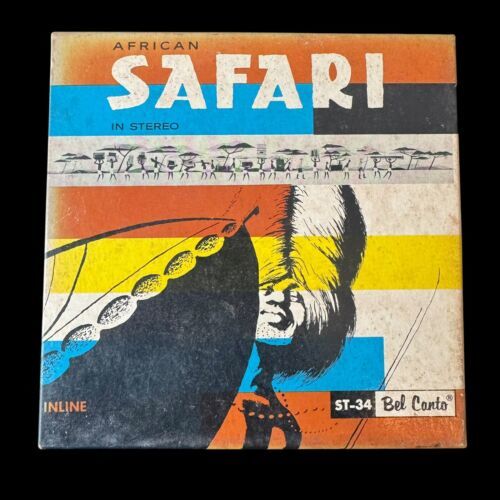 AFRICAN
SAFARI
IN STEREO
INLINE
ST-34 Bel Canto®